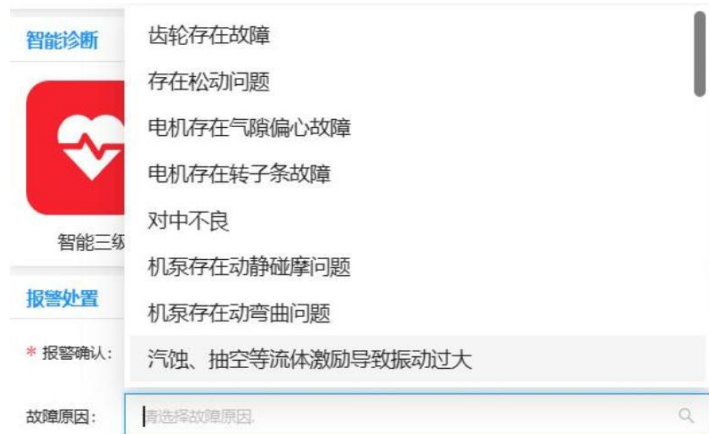 智能诊断
智能三级
报警处置
* 报警确认：
故障原因：
齿轮存在故障
存在松动问题
电机存在气隙偏心故障
电机存在转子条故障
对中不良
机泵存在动静碰摩问题
机泵存在动弯曲问题
汽蚀、抽空等流体激励导致振动过大
请选择故障原因.